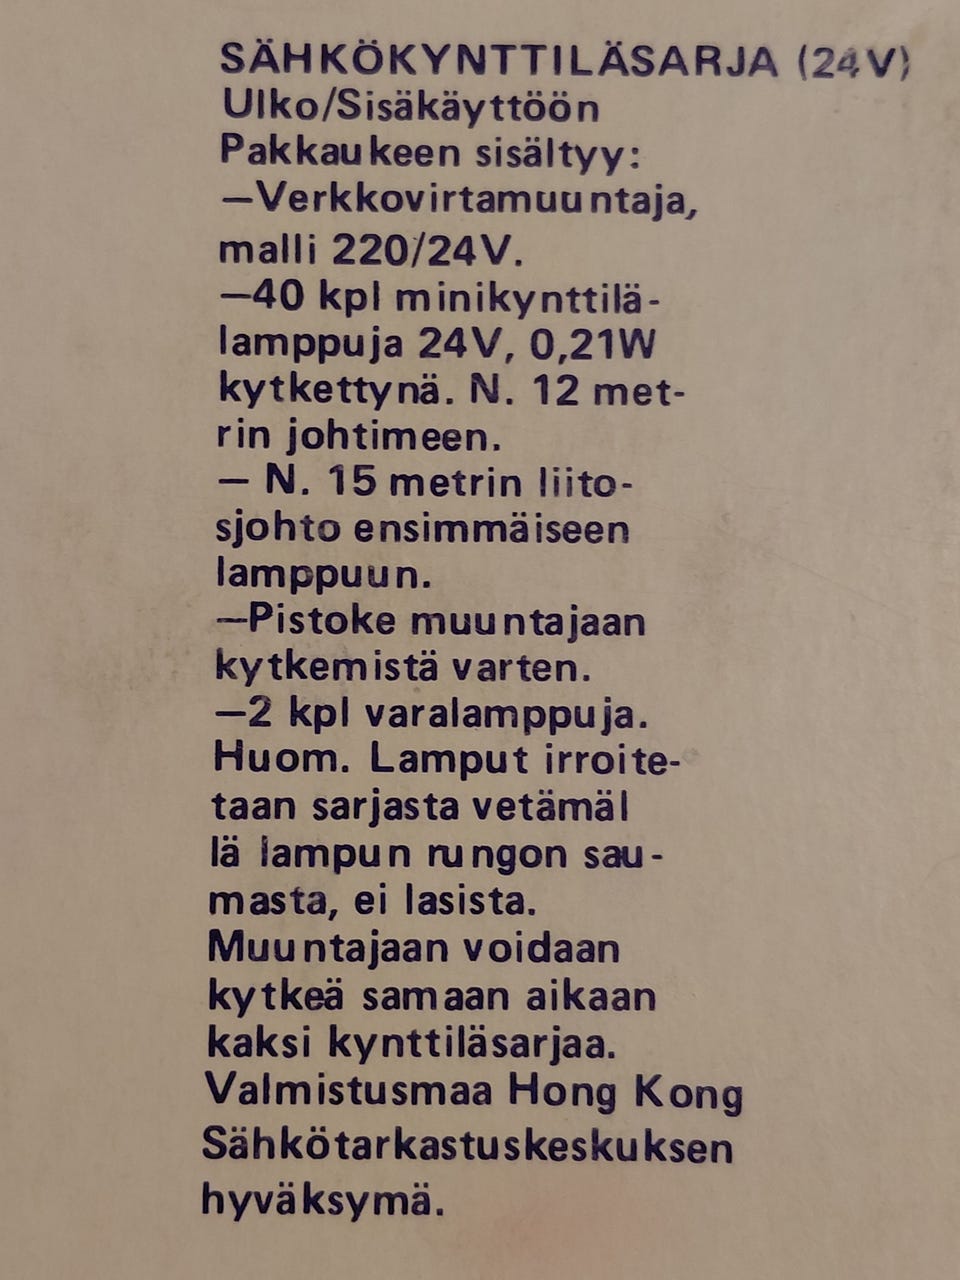 SÄHKÖKYNTTILÄSARJA (24V)
Ulko/Sisäkäyttöön
Pakkaukeen sisältyy:
—Verkkovirtamuuntaja,
malli 220/24V.
—40 kpl minikynttilä-
lamppuja 24V, 0,21W
kytkettynä. N. 12 met-
rin johtimeen.
— N. 15 metrin liito-
sjohto ensimmäiseen
lamppuun.
—Pistoke muuntajaan
kytkemistä varten.
—2 kpl varalamppuja.
Huom. Lamput irroite-
taan sarjasta vetämäl
lä lampun rungon sau-
masta, ei lasista.
Muuntajaan voidaan
kytkeä samaan aikaan
kaksi kynttiläsarjaa.
Valmistusmaa Hong Kong
Sähkötarkastuskeskuksen
hyväksymä.